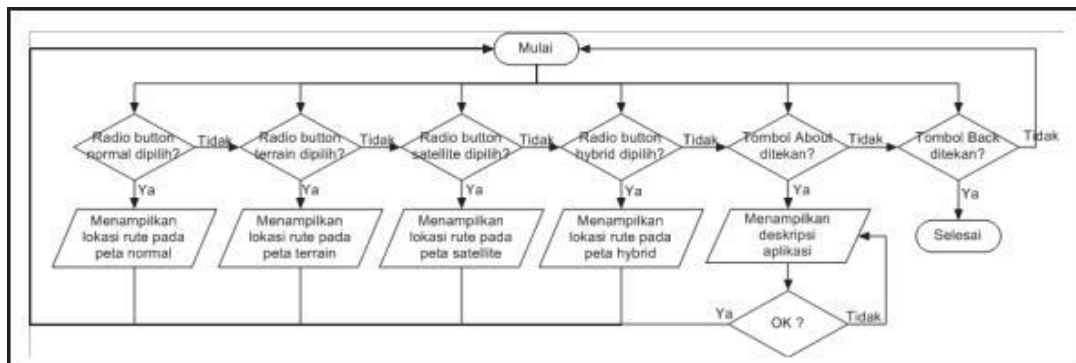 Mulai
Radio button
normal dipilih?
Tidak
Radio button
terrain dipilih?
Tidak
Radio button
satellite dipilih?
Tidak
Radio button
hybrid dipilih?
Tidak
Tombol About
ditekan?
Tidak
Tombol Back
ditekan?
Tidak
Ya
Ya
Ya
Ya
Ya
Ya
Menampilkan
lokasi rute pada
peta normal
Menampilkan
lokasi rute pada
peta terrain
Menampilkan
lokasi rute pada
peta satellite
Menampilkan
lokasi rute pada
peta hybrid
Menampilkan
deskripsi
aplikasi
Selesai
Ya
OK ?
Tidak